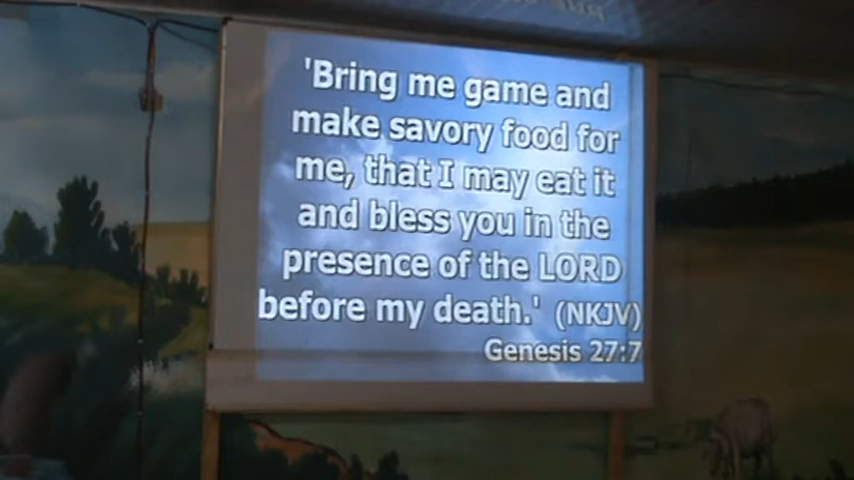 'Bring me game and
make savory food for
me, that I may eat it
and bless you in the
presence of the LORD
before my death.' (NKJV)
Genesis 27:7